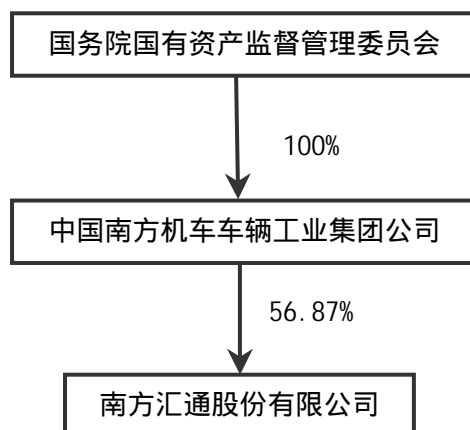 国务院国有资产监督管理委员会
100%
中国南方机车车辆工业集团公司
56.87%
南方汇通股份有限公司